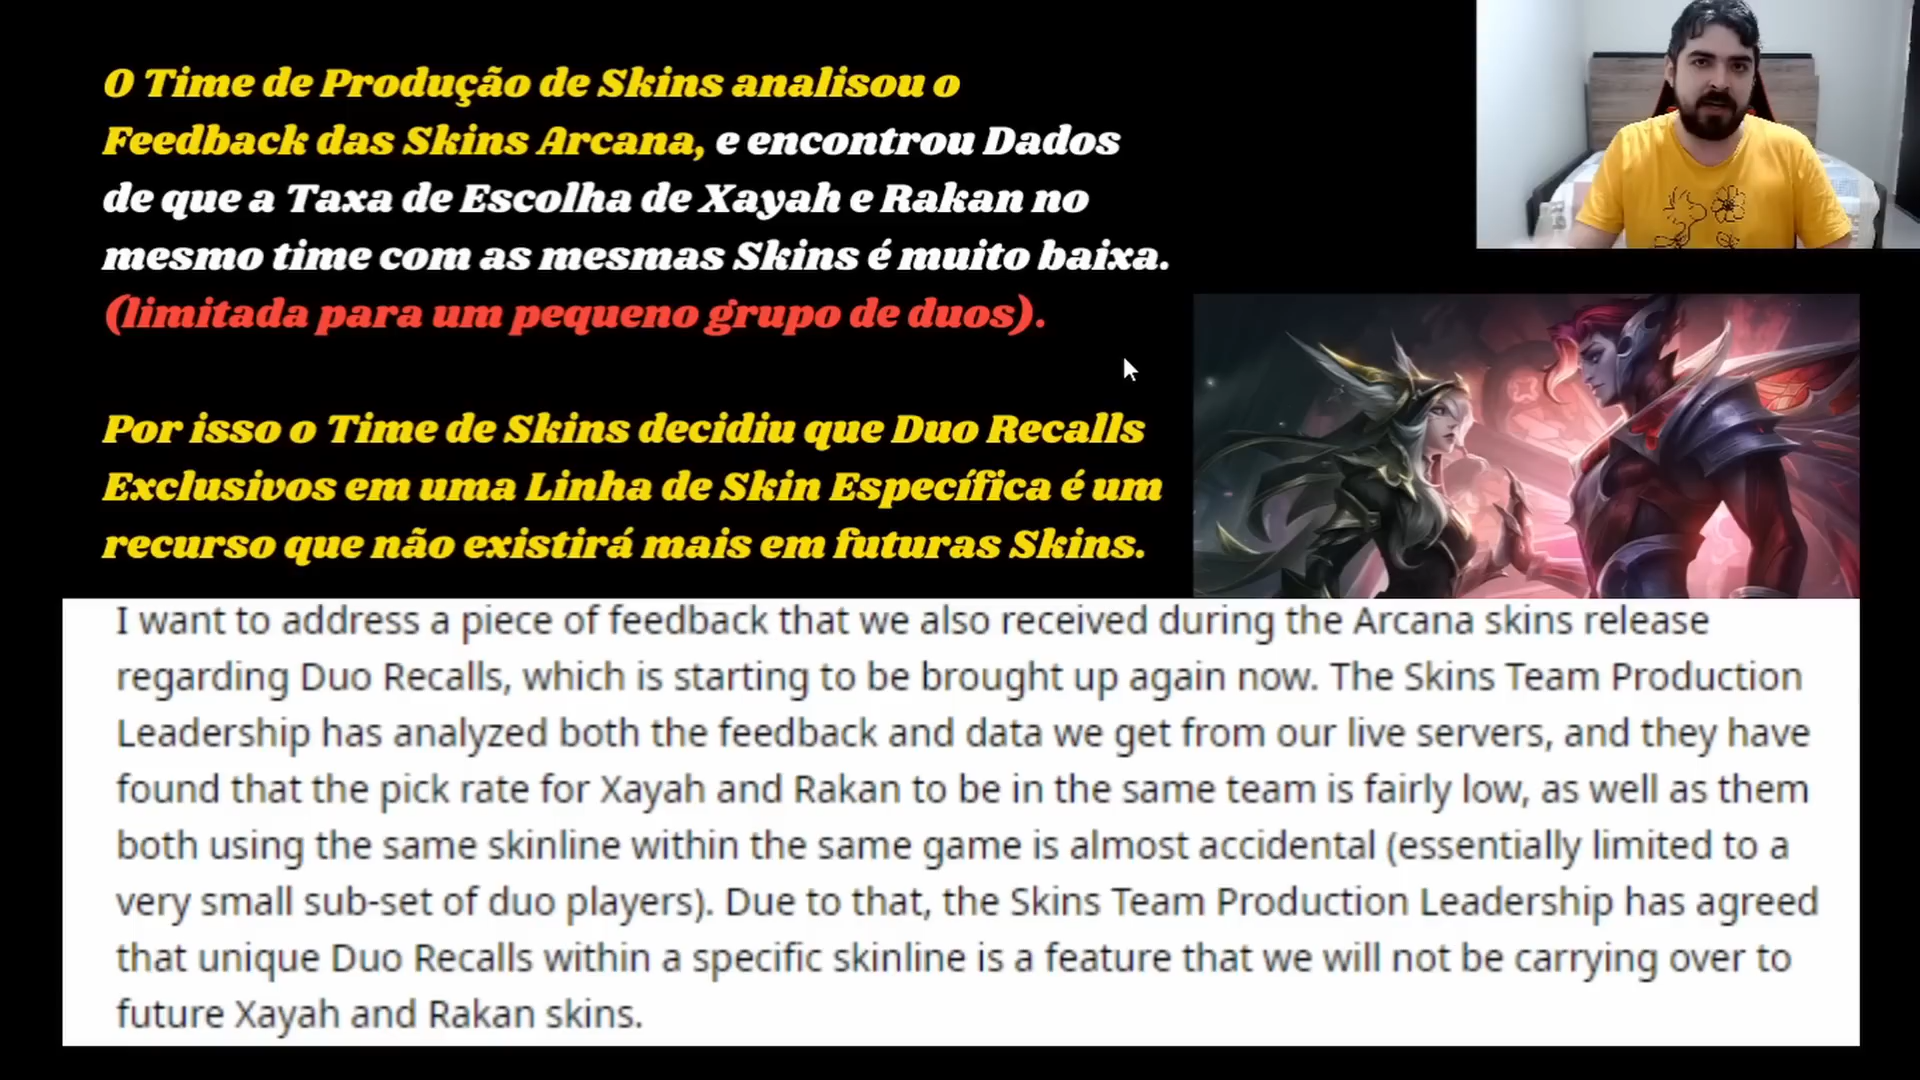 O Time de Produção de Skins analisou o
Feedback das Skins Arcana, e encontrou Dados
de que a Taxa de Escolha de Xayah e Rakan no
mesmo time com as mesmas Skins é muito baixa.
(limitada para um pequeno grupo de duos).
Por isso o Time de Skins decidiu que Duo Recalls
Exclusivos em uma Linha de Skin Específica é um
recurso que não existirá mais em futuras Skins.
I want to address a piece of feedback that we also received during the Arcana skins release
regarding Duo Recalls, which is starting to be brought up again now. The Skins Team Production
Leadership has analyzed both the feedback and data we get from our live servers, and they have
found that the pick rate for Xayah and Rakan to be in the same team is fairly low, as well as them
both using the same skinline within the same game is almost accidental (essentially limited to a
very small sub-set of duo players). Due to that, the Skins Team Production Leadership has agreed
that unique Duo Recalls within a specific skinline is a feature that we will not be carrying over to
future Xayah and Rakan skins.